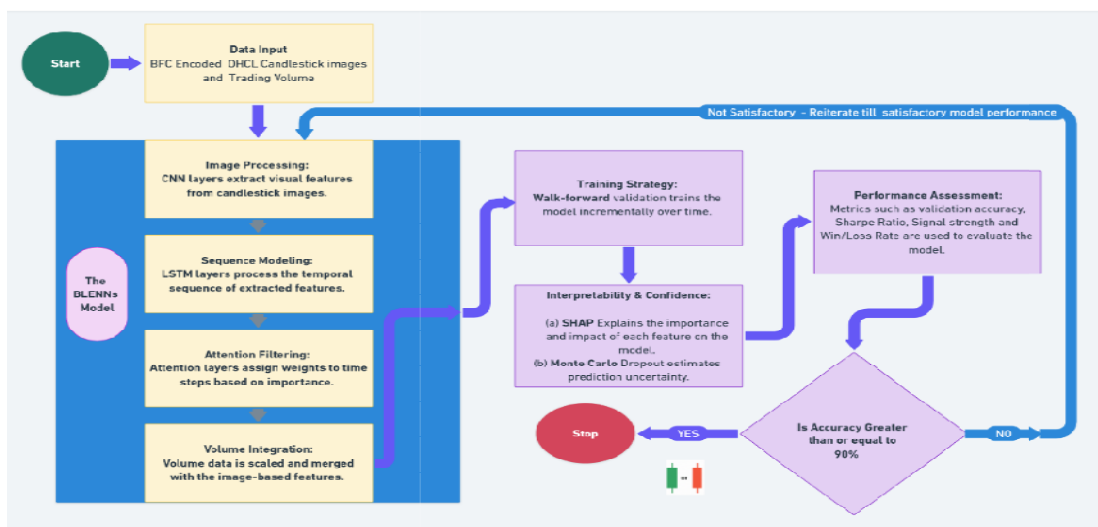 Start
Data Input
BFC Encoded OHCL Candlestick images
and Trading Volume
Not Satisfactory - Reiterate till satisfactory model performance
The
BLENNs
Model
Image Processing:
CNN layers extract visual features
from candlestick images.
Sequence Modeling:
LSTM layers process the temporal
sequence of extracted features.
Attention Filtering:
Attention layers assign weights to time
steps based on importance.
Volume Integration:
Volume data is scaled and merged
with the image-based features.
Training Strategy:
Walk-forward validation trains the
model incrementally over time.
Interpretability & Confidence:
(a) SHAP Explains the importance
and impact of each feature on the
model.
(b) Monte Carlo Dropout estimates
prediction uncertainty.
Performance Assessment:
Metrics such as validation accuracy,
Sharpe Ratio, Signal strength and
Win/Loss Rate are used to evaluate the
model.
Is Accuracy Greater
than or equal to
90%
YES
NO
Stop